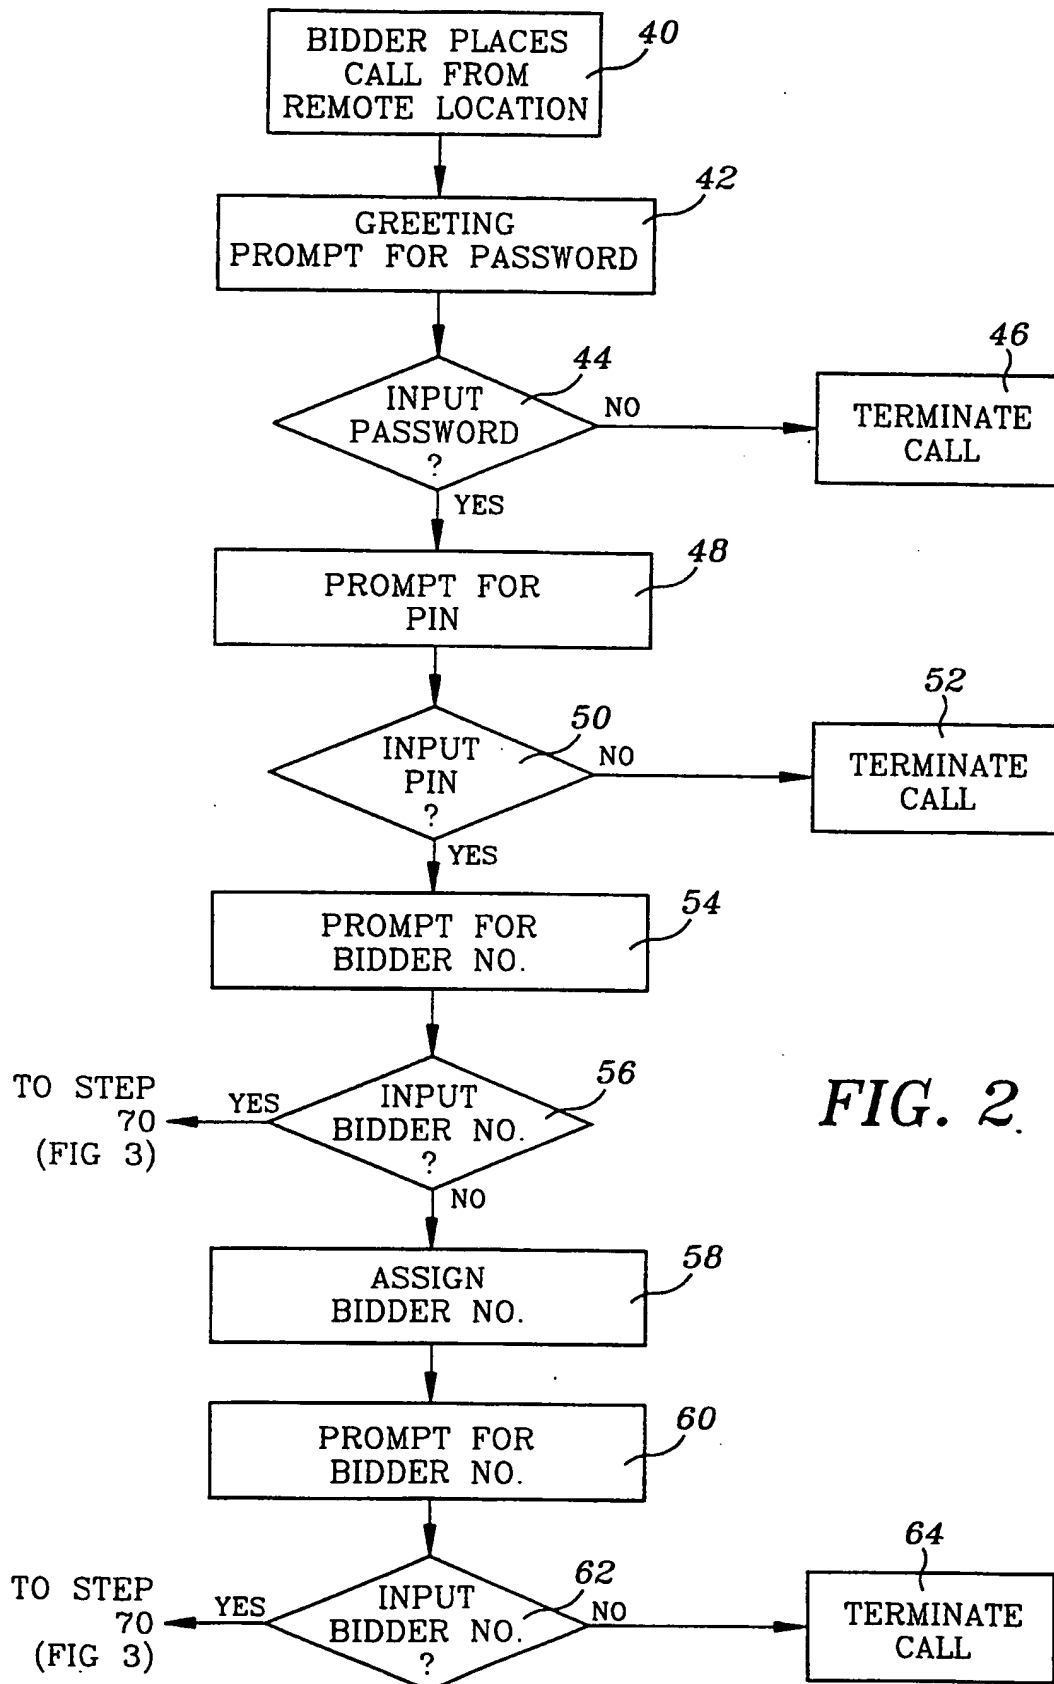 BIDDER PLACES
CALL FROM
REMOTE LOCATION
40
GREETING
PROMPT FOR PASSWORD
42
INPUT
PASSWORD
?
44
NO
YES
TERMINATE
CALL
46
PROMPT FOR
PIN
48
INPUT
PIN
?
50
NO
YES
TERMINATE
CALL
52
PROMPT FOR
BIDDER NO.
54
INPUT
BIDDER NO.
?
56
YES
TO STEP
70
(FIG 3)
NO
FIG. 2
ASSIGN
BIDDER NO.
58
PROMPT FOR
BIDDER NO.
60
INPUT
BIDDER NO.
?
62
YES
TO STEP
70
(FIG 3)
NO
TERMINATE
CALL
64